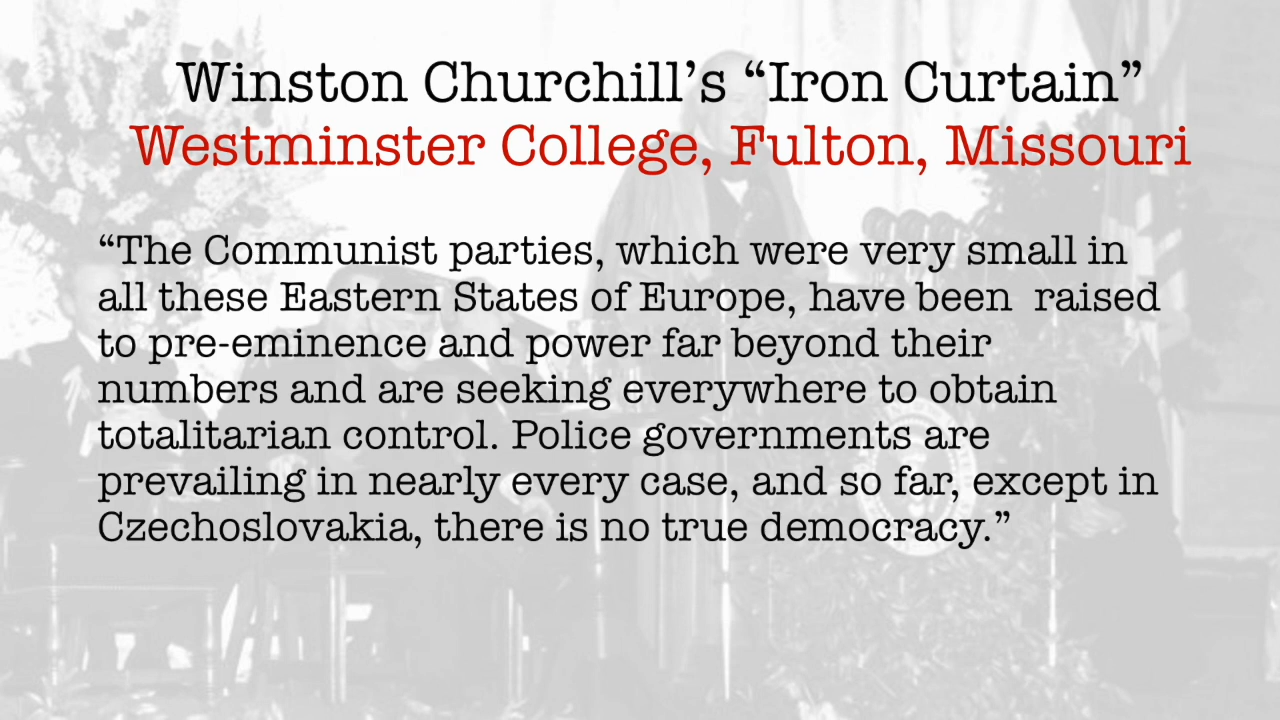 Winston Churchill’s “Iron Curtain”
Westminster College, Fulton, Missouri
“The Communist parties, which were very small in
all these Eastern States of Europe, have been  raised
to pre-eminence and power far beyond their
numbers and are seeking everywhere to obtain
totalitarian control. Police governments are
prevailing in nearly every case, and so far, except in
Czechoslovakia, there is no true democracy.”